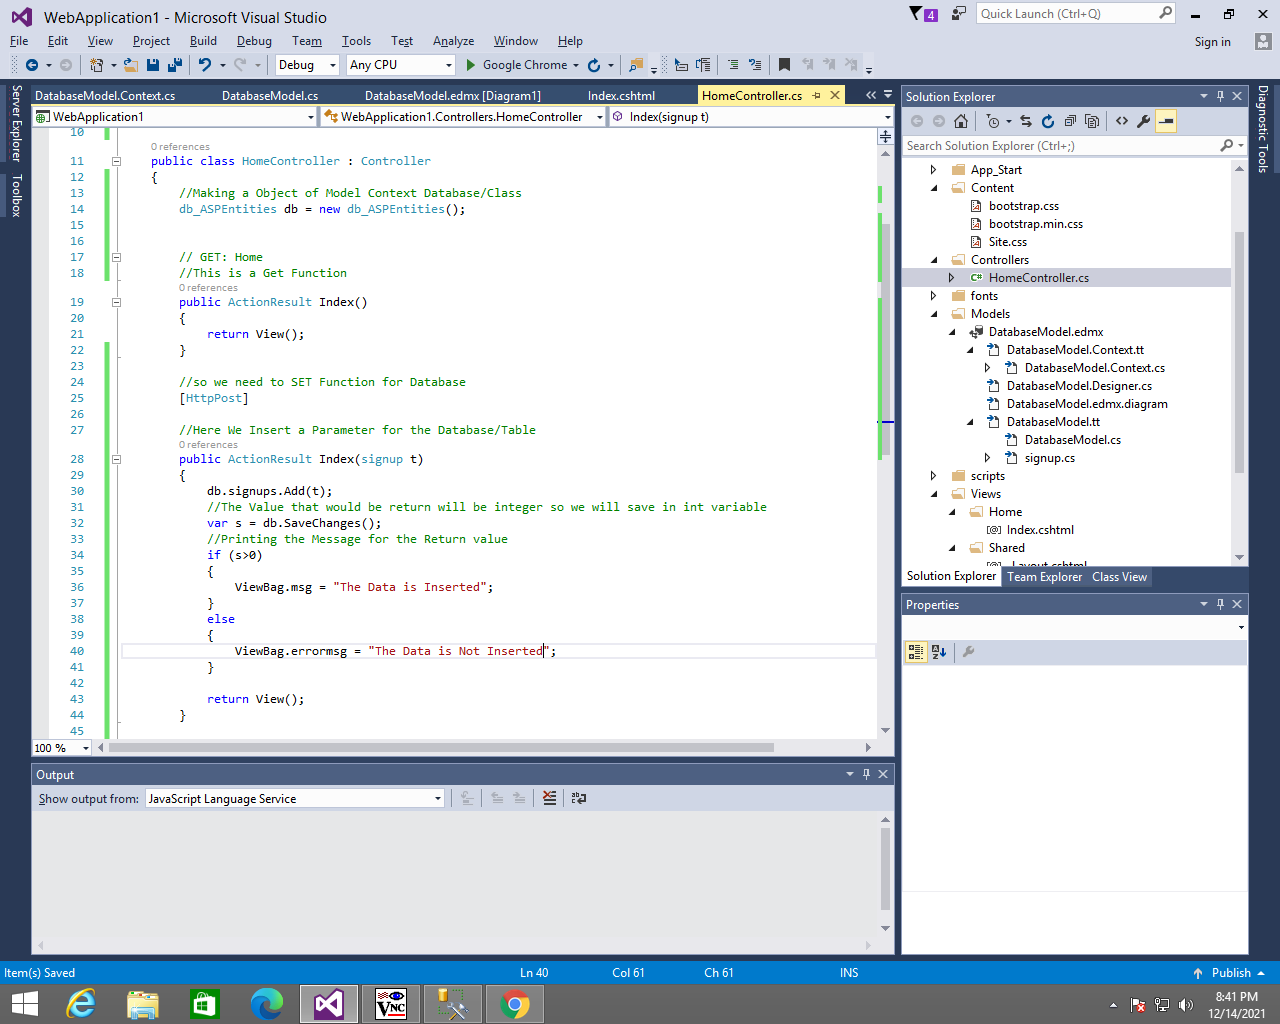 WebApplication1 - Microsoft Visual Studio
4
Quick Launch (Ctrl+Q)
File Edit View Project Build Debug Team Tools Test Analyze Window Help
Sign in
Debug Any CPU Google Chrome
Server Explorer
Toolbox
DatabaseModel.Context.cs DatabaseModel.cs DatabaseModel.edmx [Diagram1] Index.cshtml HomeController.cs
WebApplication1 WebApplication1.Controllers.HomeController Index(signup t)
10
0 references
11 public class HomeController : Controller
12 {
13 //Making a Object of Model Context Database/Class
14 db_ASPEntities db = new db_ASPEntities();
15
16
17 // GET: Home
18 //This is a Get Function
0 references
19 public ActionResult Index()
20 {
21 return View();
22 }
23
24 //so we need to SET Function for Database
25 [HttpPost]
26
27 //Here We Insert a Parameter for the Database/Table
0 references
28 public ActionResult Index(signup t)
29 {
30 db.signups.Add(t);
31 //The Value that would be return will be integer so we will save in int variable
32 var s = db.SaveChanges();
33 //Printing the Message for the Return value
34 if (s>0)
35 {
36 ViewBag.msg = "The Data is Inserted";
37 }
38 else
39 {
40 ViewBag.errormsg = "The Data is Not Inserted";
41 }
42
43 return View();
44 }
45
100 %
Output
Show output from: JavaScript Language Service
Solution Explorer
Search Solution Explorer (Ctrl+;)
App_Start
Content
bootstrap.css
bootstrap.min.css
Site.css
Controllers
C# HomeController.cs
fonts
Models
DatabaseModel.edmx
DatabaseModel.Context.tt
DatabaseModel.Context.cs
DatabaseModel.Designer.cs
DatabaseModel.edmx.diagram
DatabaseModel.tt
DatabaseModel.cs
signup.cs
scripts
Views
Home
[@] Index.cshtml
Shared
[@] _Layout.cshtml
Solution Explorer Team Explorer Class View
Properties
Diagnostic Tools
Item(s) Saved Ln 40 Col 61 Ch 61 INS Publish
VNC
8:41 PM
12/14/2021